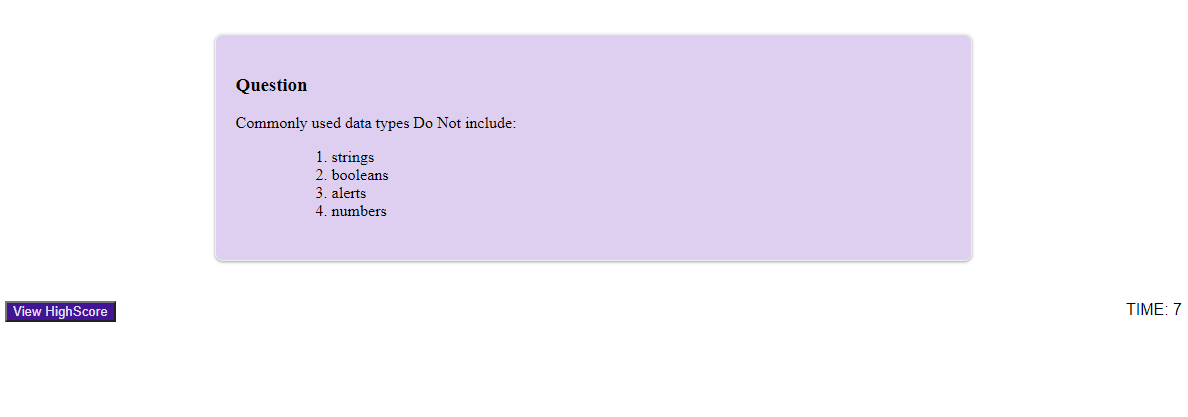 Question
Commonly used data types Do Not include:
1. strings
2. booleans
3. alerts
4. numbers
View HighScore
TIME: 7